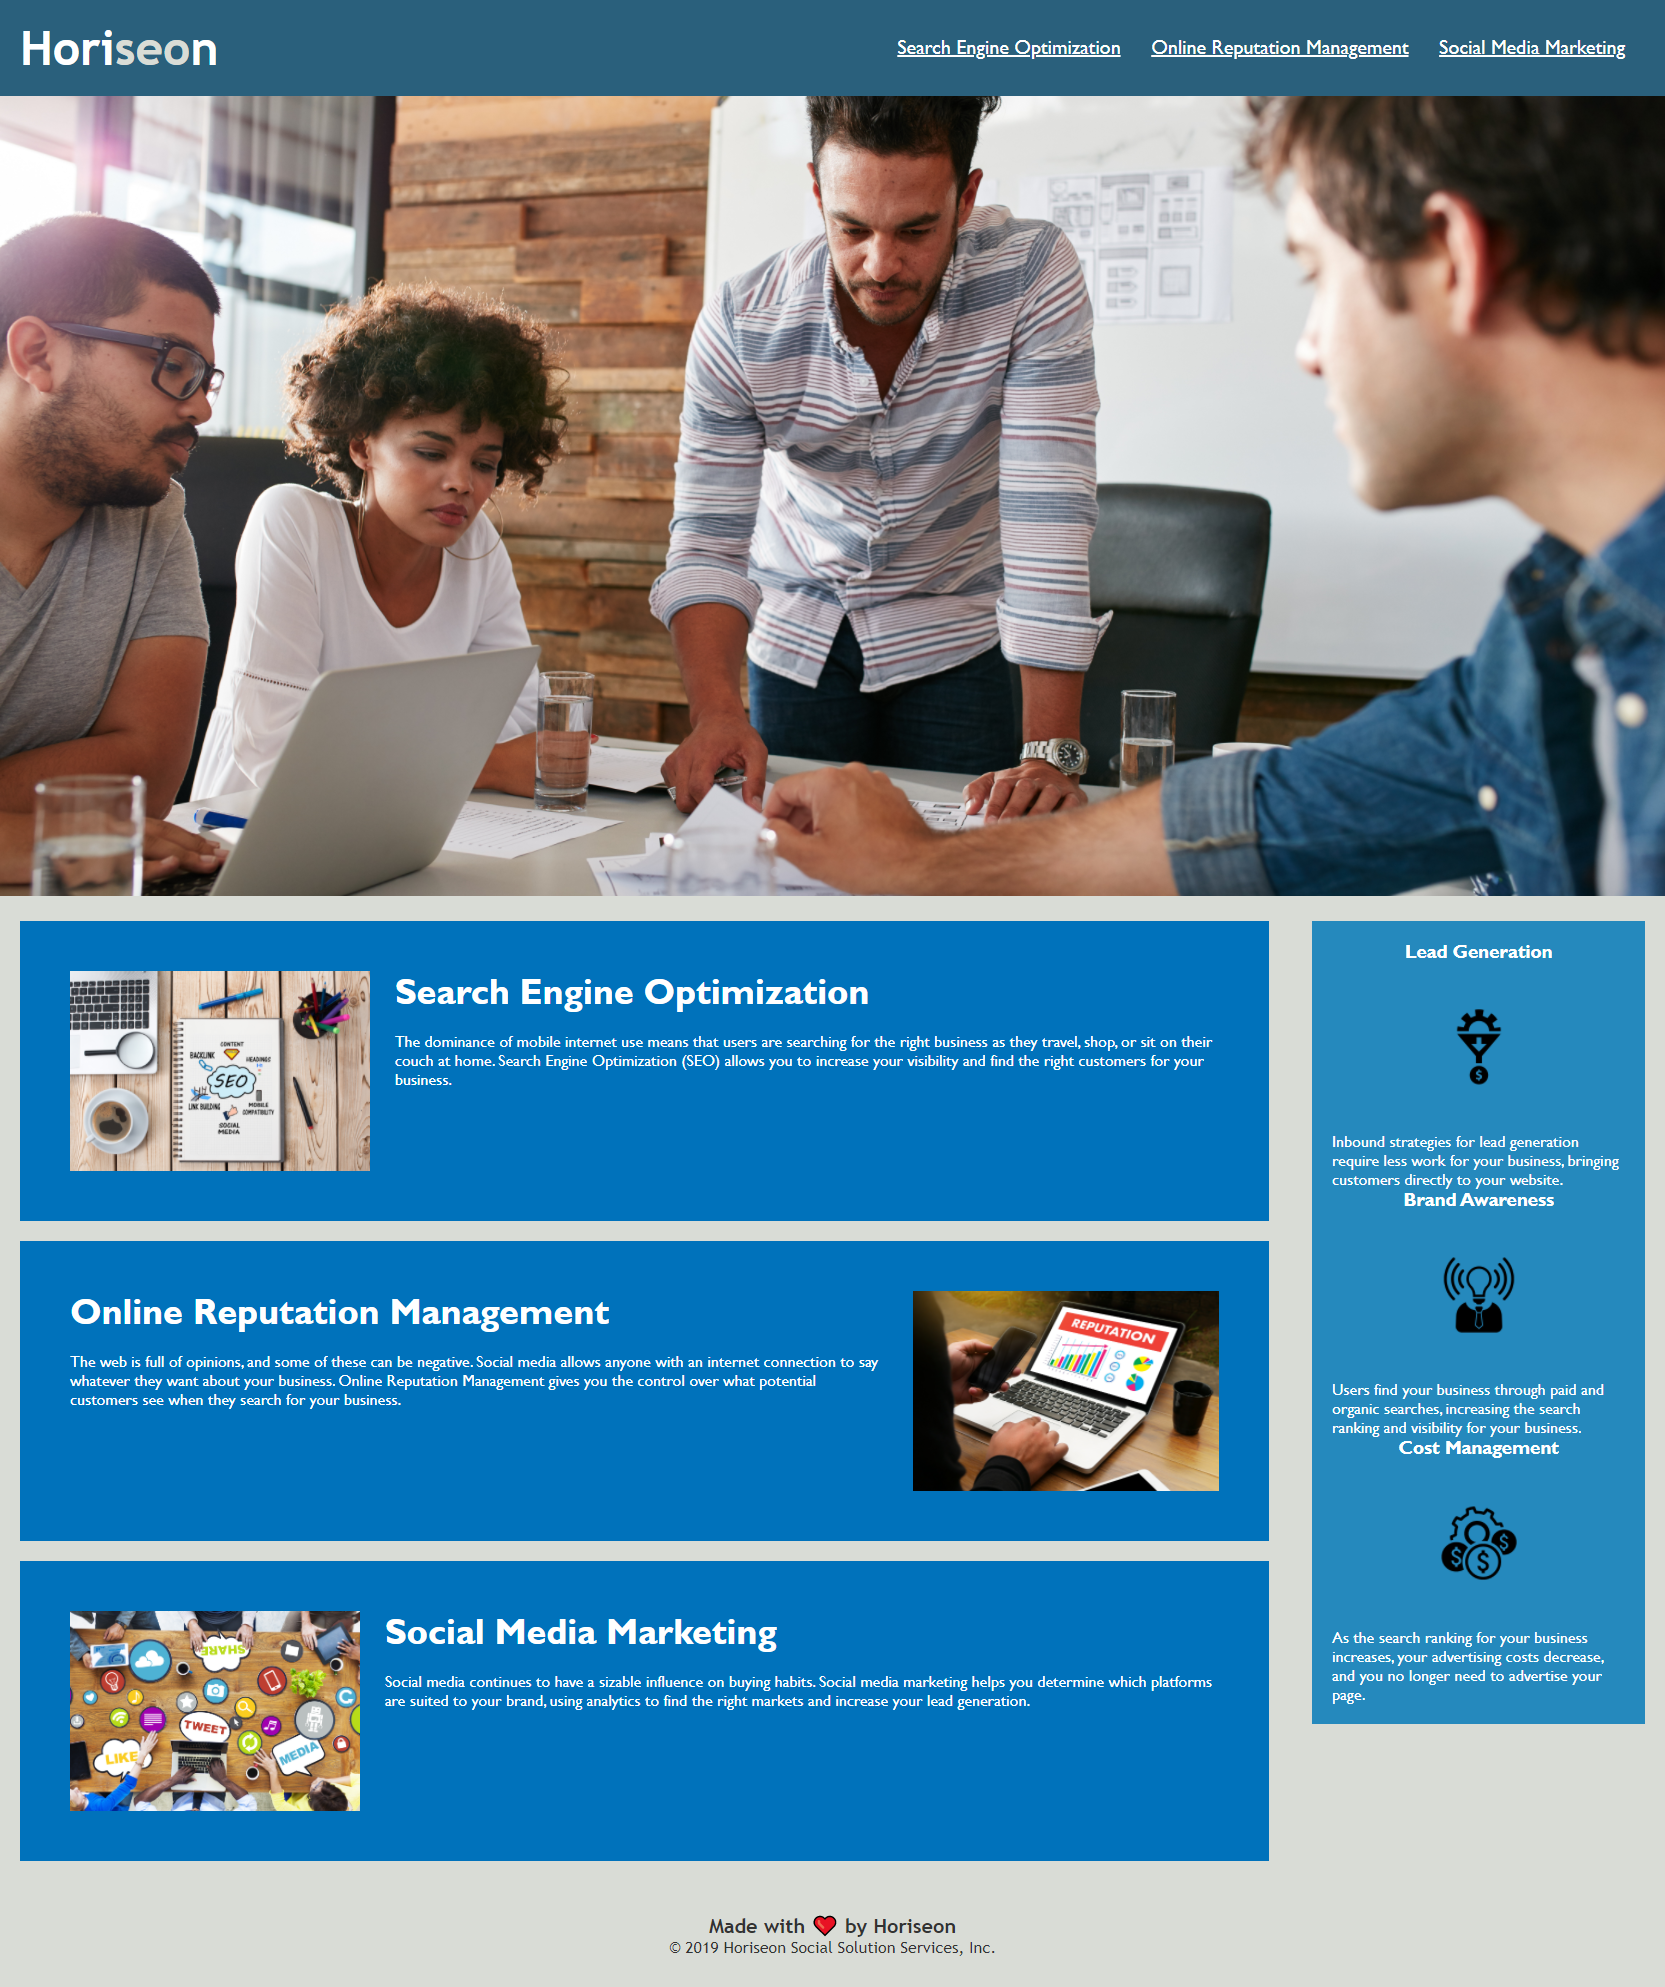 Horiseon
Search Engine Optimization Online Reputation Management Social Media Marketing
CONTENT
BACKLINK
HEADINGS
SEO
LINK BUILDING
MOBILE
COMPATIBILITY
SOCIAL
MEDIA
Search Engine Optimization
The dominance of mobile internet use means that users are searching for the right business as they travel, shop, or sit on their
couch at home. Search Engine Optimization (SEO) allows you to increase your visibility and find the right customers for your
business.
Online Reputation Management
The web is full of opinions, and some of these can be negative. Social media allows anyone with an internet connection to say
whatever they want about your business. Online Reputation Management gives you the control over what potential
customers see when they search for your business.
REPUTATION
SHARE
TWEET
LIKE
MEDIA
Social Media Marketing
Social media continues to have a sizable influence on buying habits. Social media marketing helps you determine which platforms
are suited to your brand, using analytics to find the right markets and increase your lead generation.
Lead Generation
$
Inbound strategies for lead generation
require less work for your business, bringing
customers directly to your website.
Brand Awareness
Users find your business through paid and
organic searches, increasing the search
ranking and visibility for your business.
Cost Management
$ $ $
As the search ranking for your business
increases, your advertising costs decrease,
and you no longer need to advertise your
page.
Made with ❤️ by Horiseon
© 2019 Horiseon Social Solution Services, Inc.